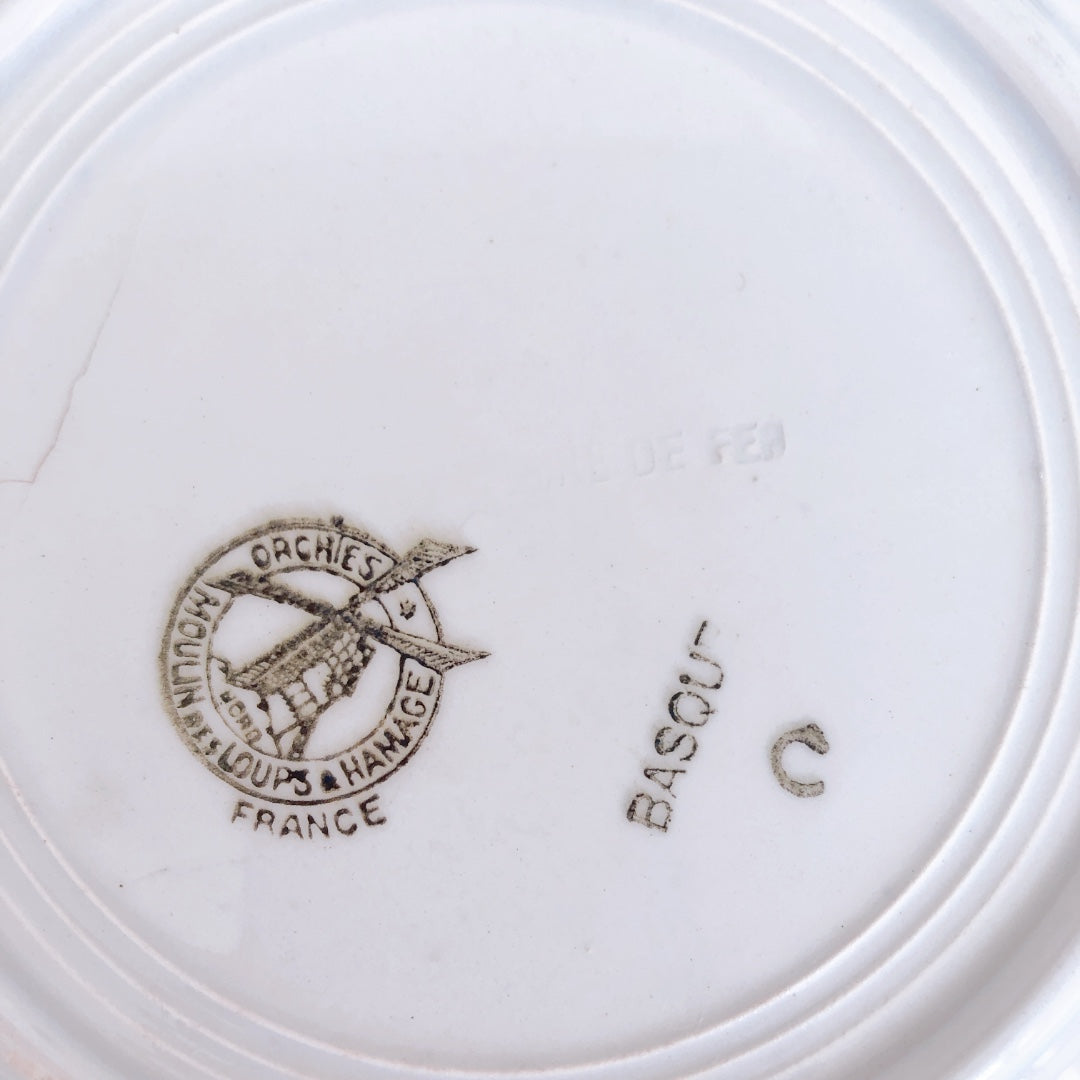 DE FER
ORCHIES
MOULIN DES LOUPS & HAMAGE
NORD
FRANCE
BASQU
C